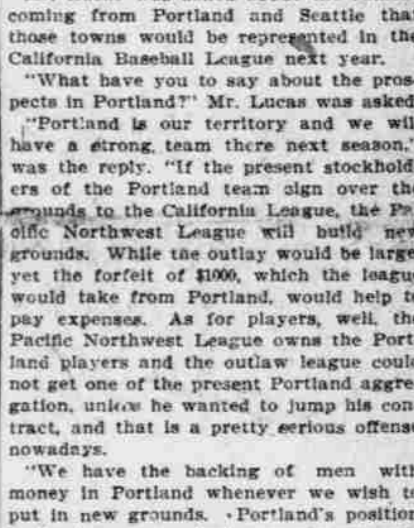 coming from Portland and Seattle tha
those towns would be represented in the
California Baseball League next year.
"What have you to say about the pros
pects in Portland?" Mr. Lucas was asked
"Portland is our territory and we wil
have a strong team there next season,"
was the reply. "If the present stockhold
ers of the Portland team sign over th
grounds to the California League, the Pa
cific Northwest League will build new
grounds. While the outlay would be large
yet the forfeit of $1000, which the league
would take from Portland, would help t
pay expenses. As for players, well, th
Pacific Northwest League owns the Port
land players and the outlaw league coul
not get one of the present Portland aggre
gation, unless he wanted to jump his con
tract, and that is a pretty serious offens
nowadays.
"We have the backing of men with
money in Portland whenever we wish t
put in new grounds. Portland's position